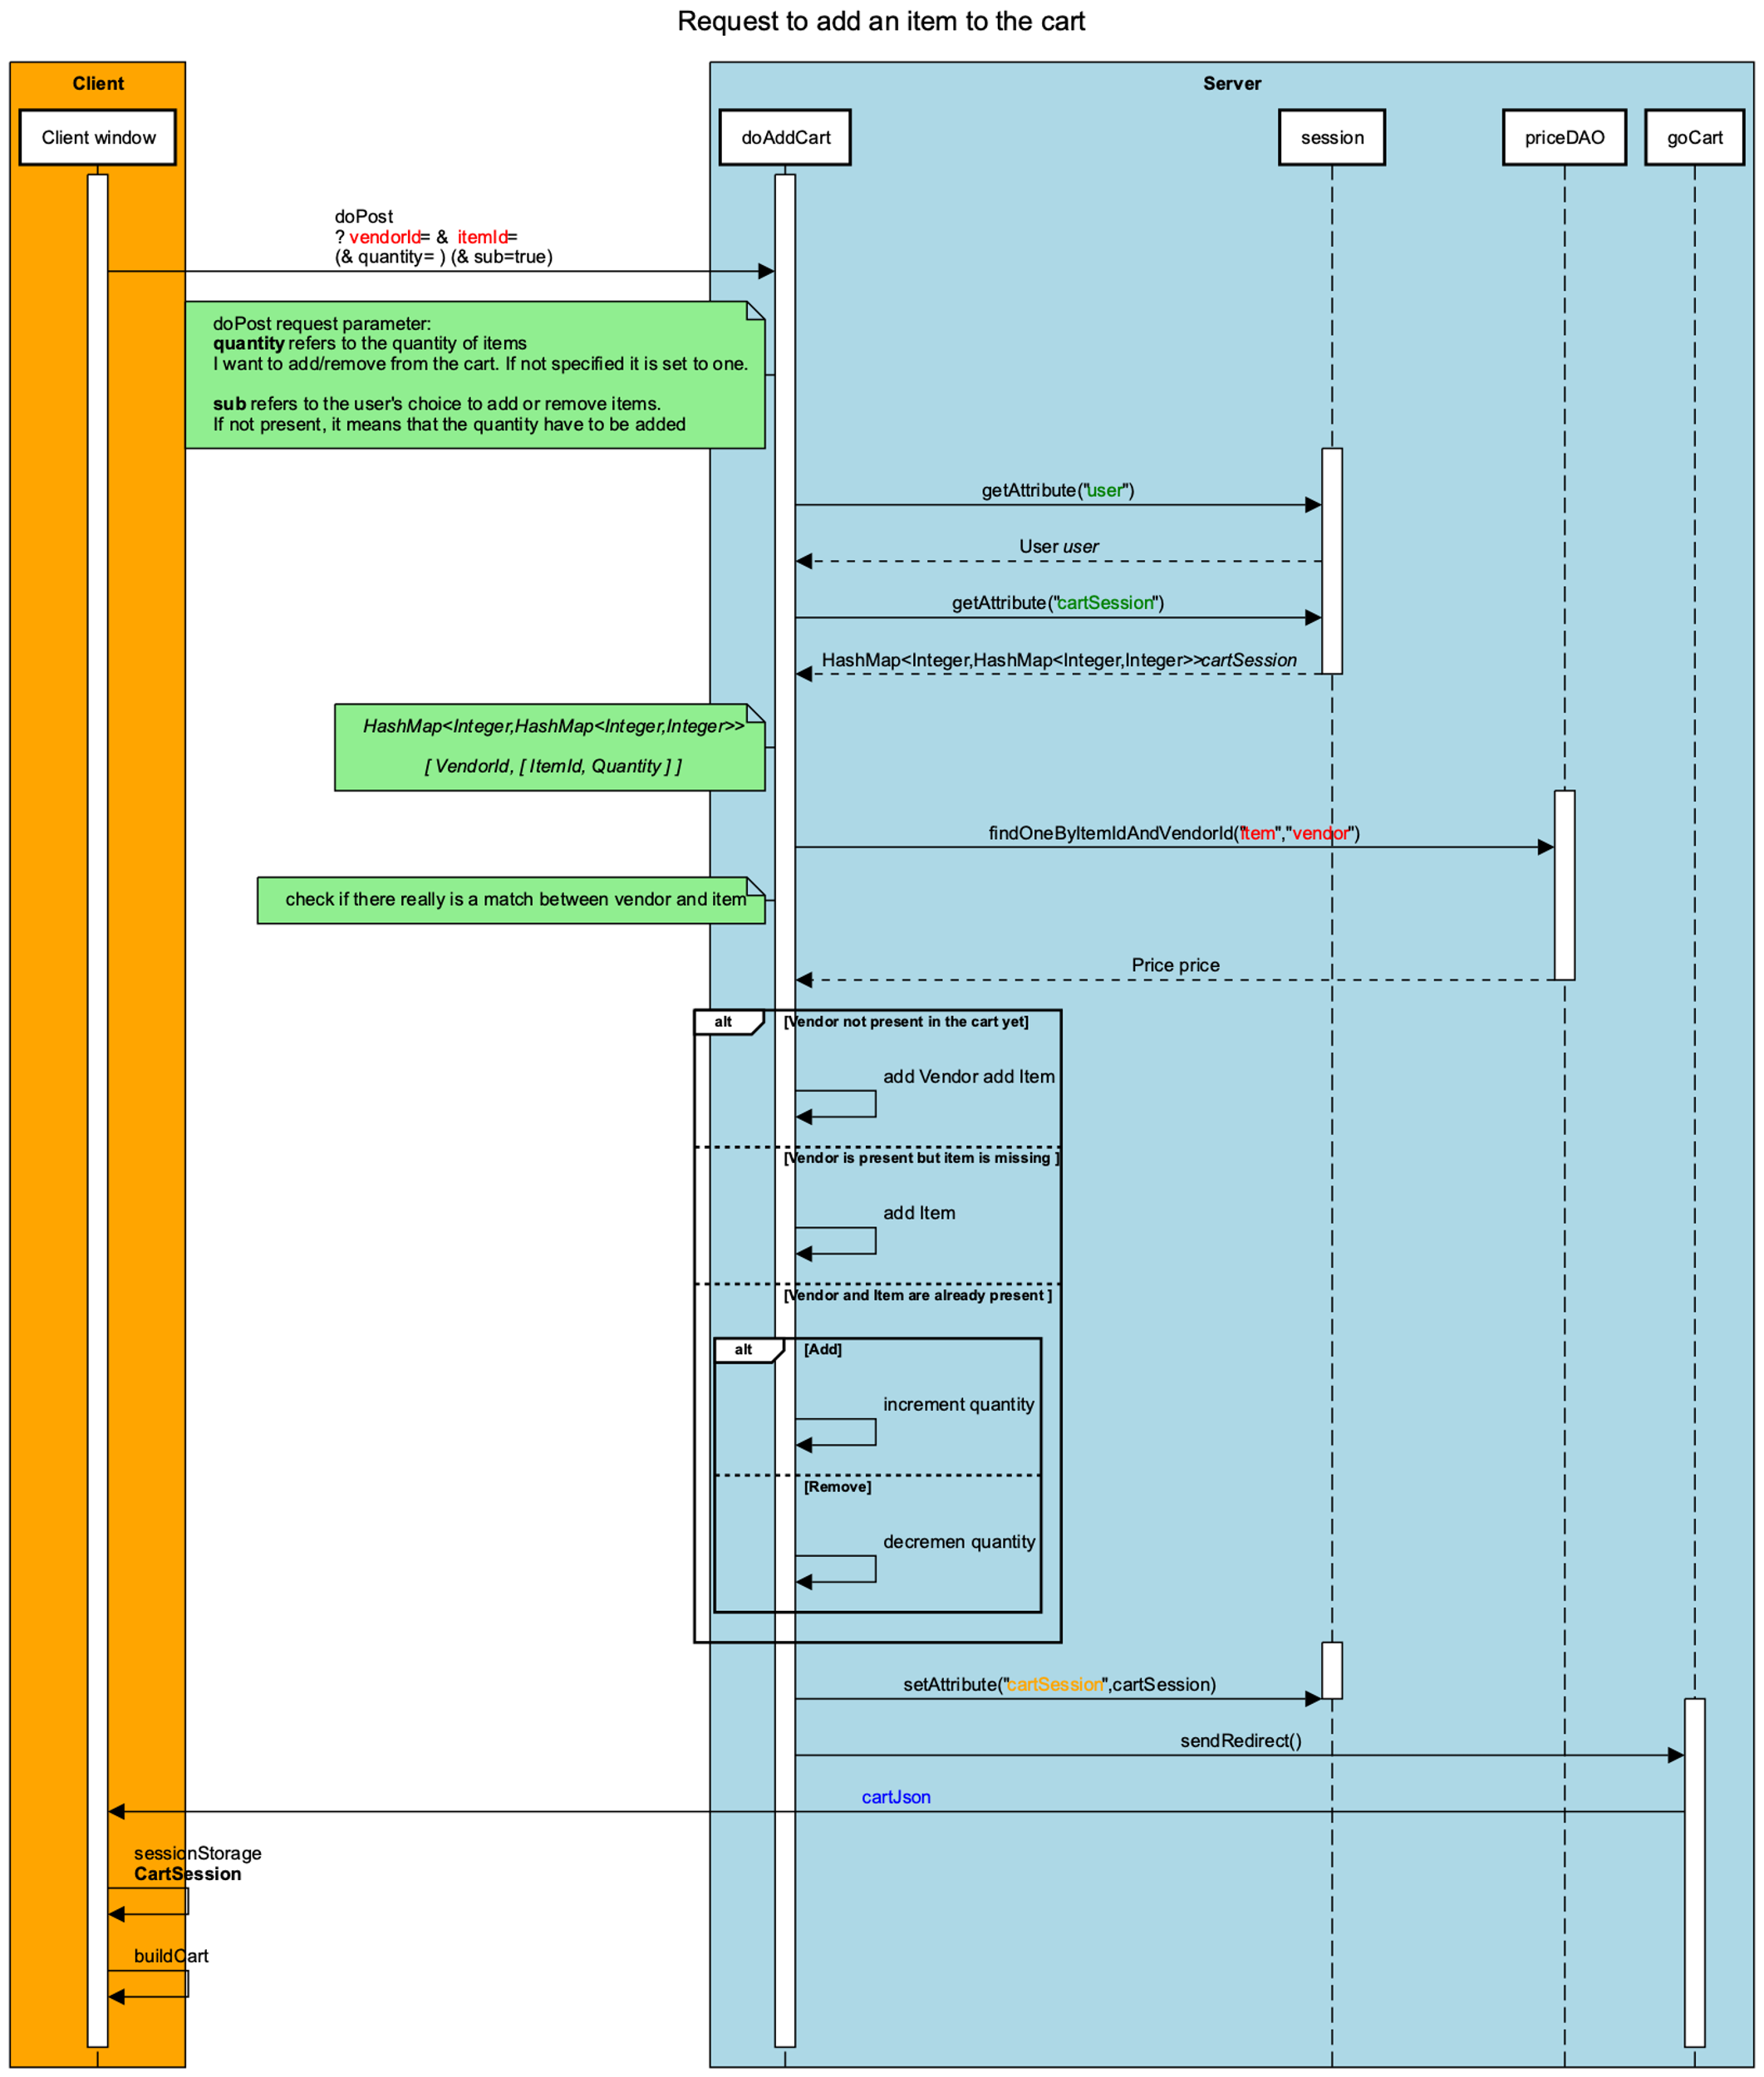 Request to add an item to the cart
Client
Server
Client window
doAddCart
session
priceDAO
goCart
doPost
? vendorId= & itemId=
(& quantity= ) (& sub=true)
doPost request parameter:
quantity refers to the quantity of items
I want to add/remove from the cart. If not specified it is set to one.
sub refers to the user's choice to add or remove items.
If not present, it means that the quantity have to be added
getAttribute("user")
User user
getAttribute("cartSession")
HashMap<Integer,HashMap<Integer,Integer>>cartSession
HashMap<Integer,HashMap<Integer,Integer>>
[ VendorId, [ ItemId, Quantity ] ]
findOneByItemIdAndVendorId("item","vendor")
check if there really is a match between vendor and item
Price price
alt [Vendor not present in the cart yet]
add Vendor add Item
[Vendor is present but item is missing ]
add Item
[Vendor and Item are already present ]
alt [Add]
increment quantity
[Remove]
decremen quantity
setAttribute("cartSession",cartSession)
sendRedirect()
cartJson
sessionStorage
CartSession
buildCart